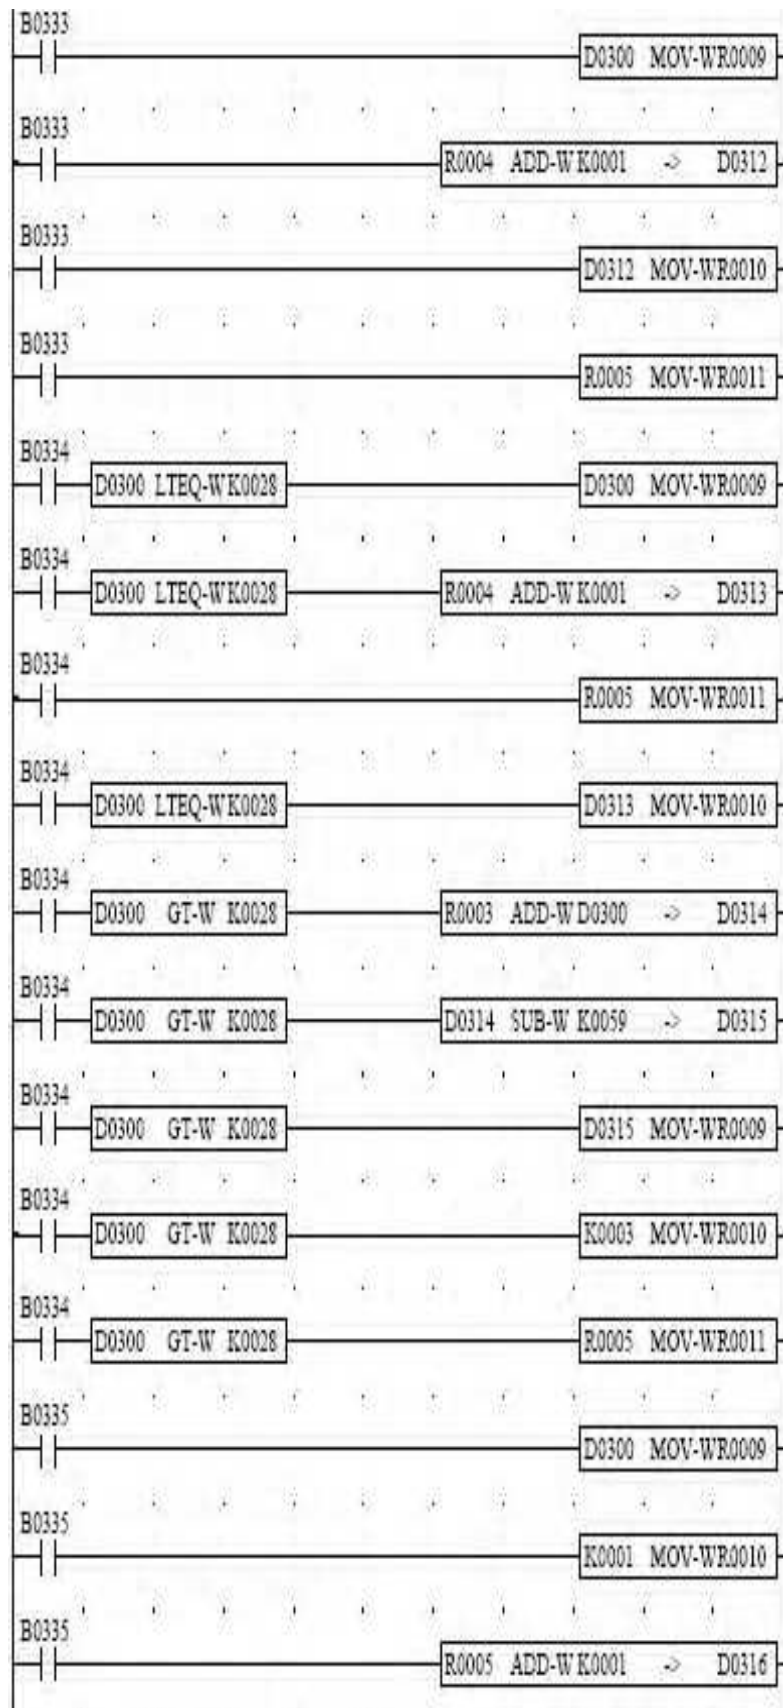 B0333
D0300 MOV-WR0009
B0333
R0004 ADD-W K0001 -> D0312
B0333
D0312 MOV-WR0010
B0333
R0005 MOV-WR0011
B0334
D0300 LTEQ-WK0028 D0300 MOV-WR0009
B0334
D0300 LTEQ-WK0028 R0004 ADD-W K0001 -> D0313
B0334
R0005 MOV-WR0011
B0334
D0300 LTEQ-WK0028 D0313 MOV-WR0010
B0334
D0300 GT-W K0028 R0003 ADD-W D0300 -> D0314
B0334
D0300 GT-W K0028 D0314 SUB-W K0059 -> D0315
B0334
D0300 GT-W K0028 D0315 MOV-WR0009
B0334
D0300 GT-W K0028 K0003 MOV-WR0010
B0334
D0300 GT-W K0028 R0005 MOV-WR0011
B0335
D0300 MOV-WR0009
B0335
K0001 MOV-WR0010
B0335
R0005 ADD-W K0001 -> D0316